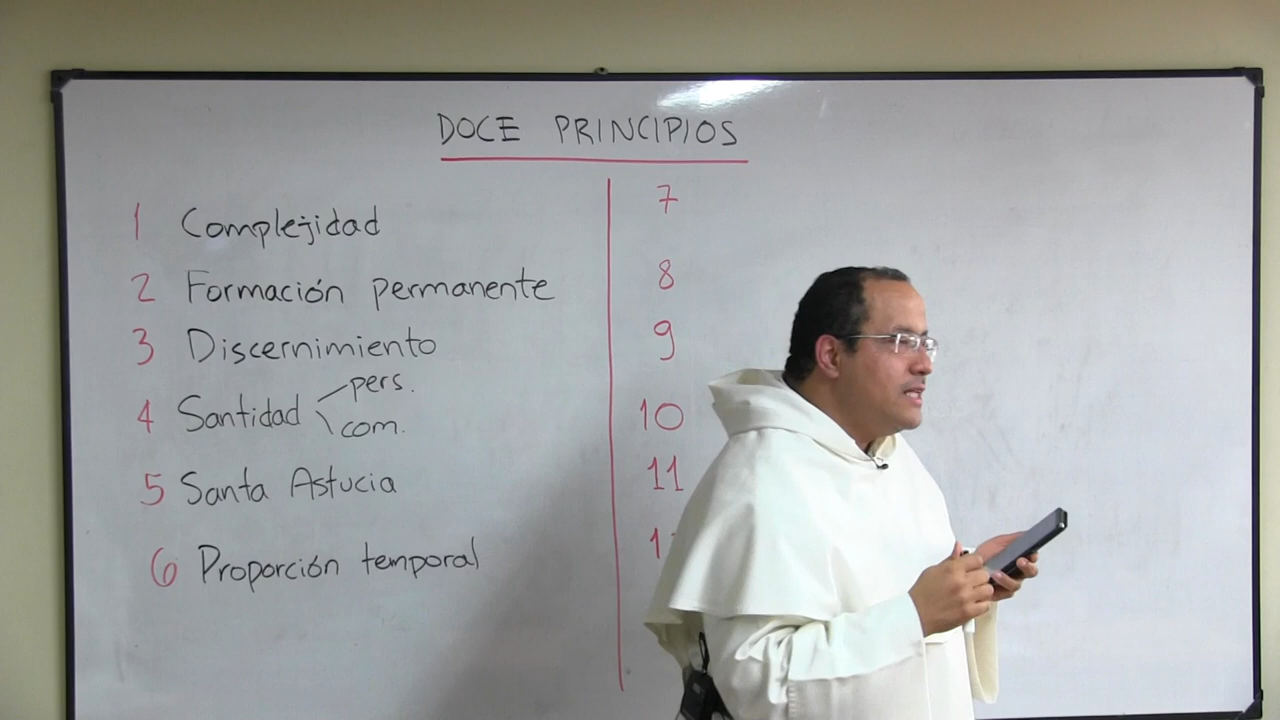 DOCE PRINCIPIOS
1 Complejidad
2 Formación permanente
3 Discernimiento
4 Santidad pers.
com.
5 Santa Astucia
6 Proporción temporal
7
8
9
10
11
1